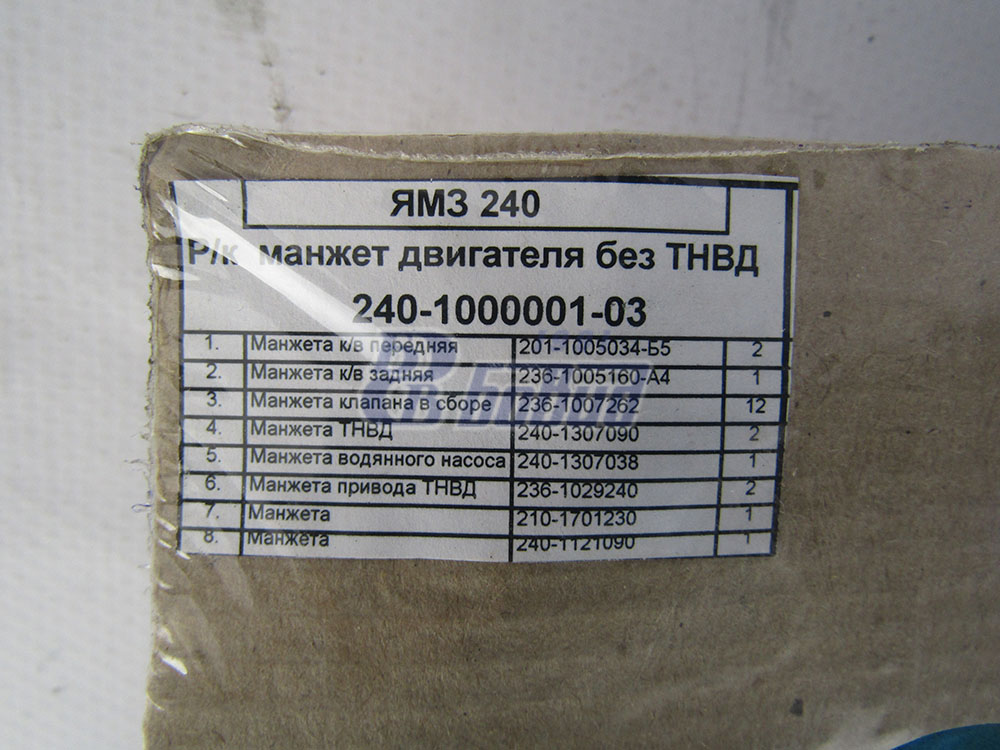 ЯМЗ 240
Р/к манжет двигателя без ТНВД
240-1000001-03
1. Манжета к/в передняя 201-1005034-Б5 2
2. Манжета к/в задняя 236-1005160-А4 1
3. Манжета клапана в сборе 236-1007262 12
4. Манжета ТНВД 240-1307090 2
5. Манжета водянного насоса 240-1307038 1
6. Манжета привода ТНВД 236-1029240 2
7. Манжета 210-1701230 1
8. Манжета 240-1121090 1